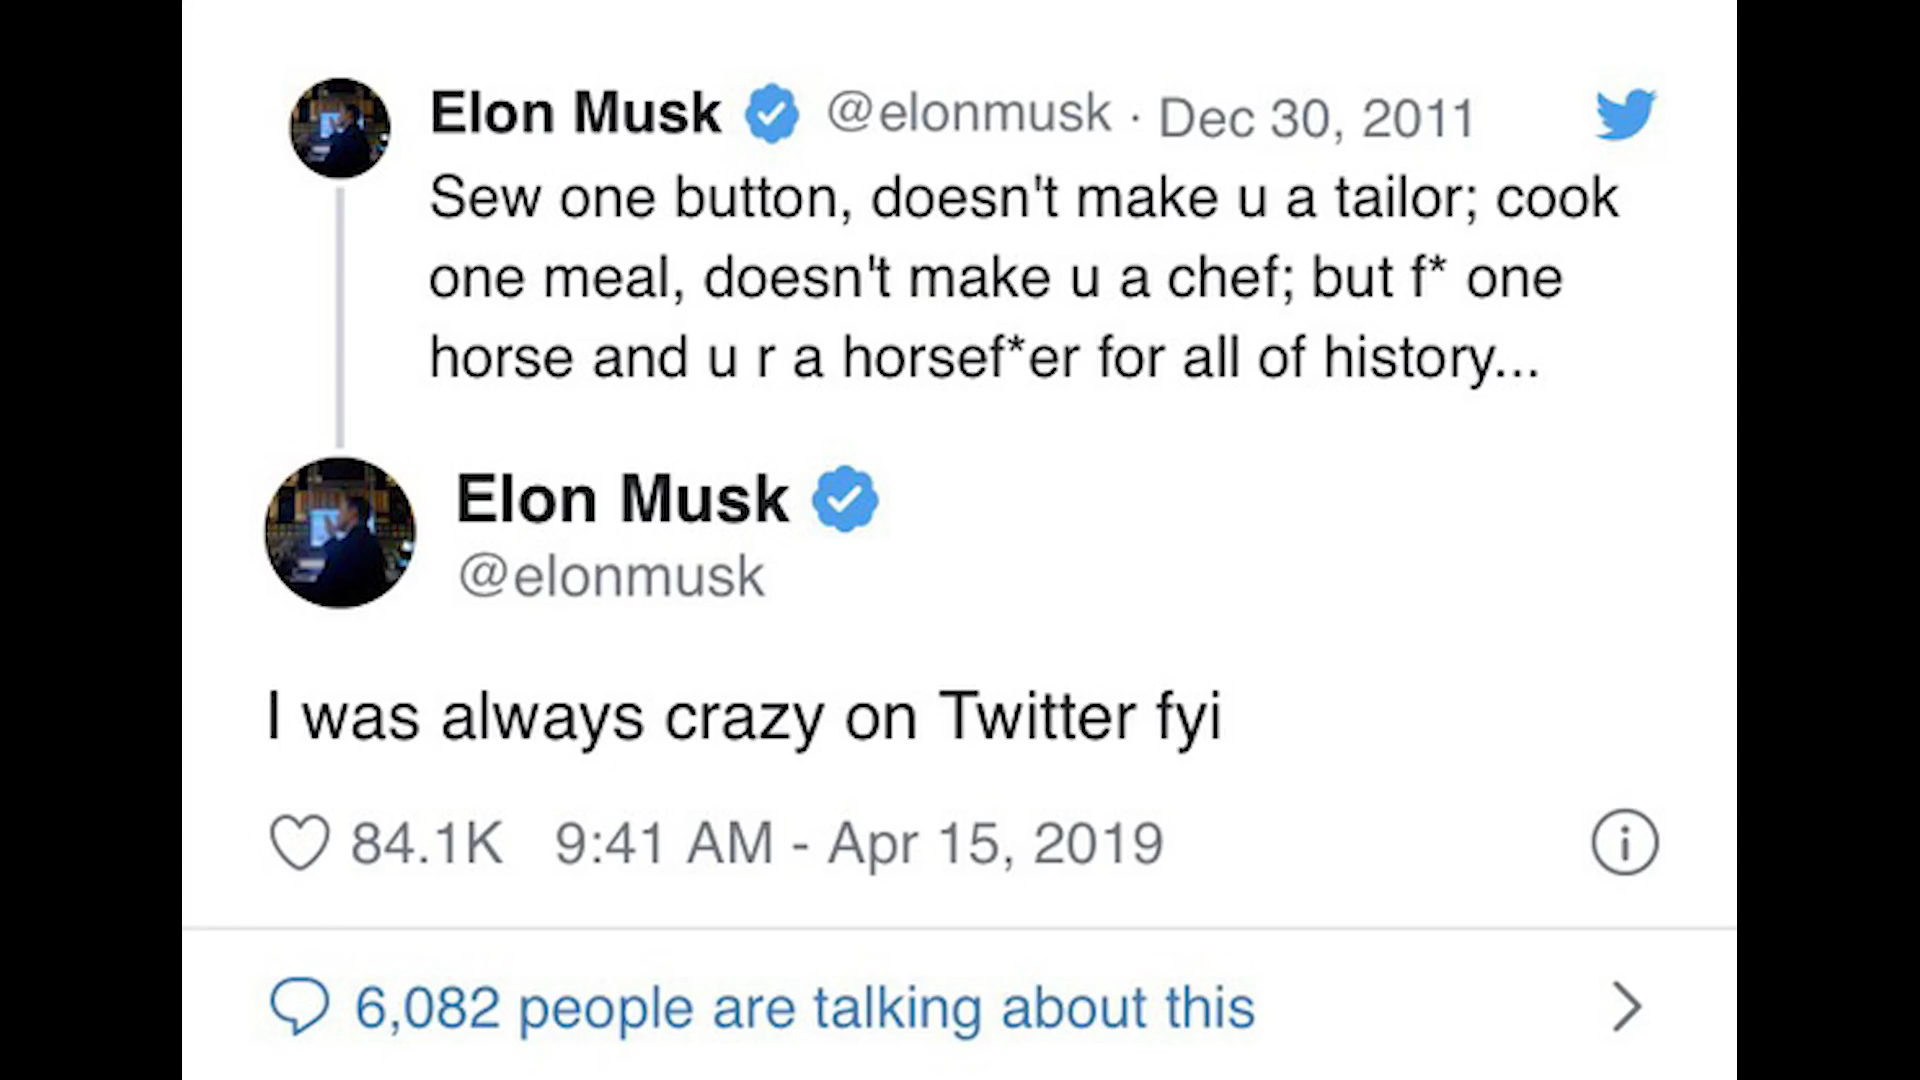 Elon Musk @elonmusk · Dec 30, 2011
Sew one button, doesn't make u a tailor; cook
one meal, doesn't make u a chef; but f* one
horse and u r a horsef*er for all of history...
Elon Musk
@elonmusk
I was always crazy on Twitter fyi
84.1K 9:41 AM - Apr 15, 2019
6,082 people are talking about this